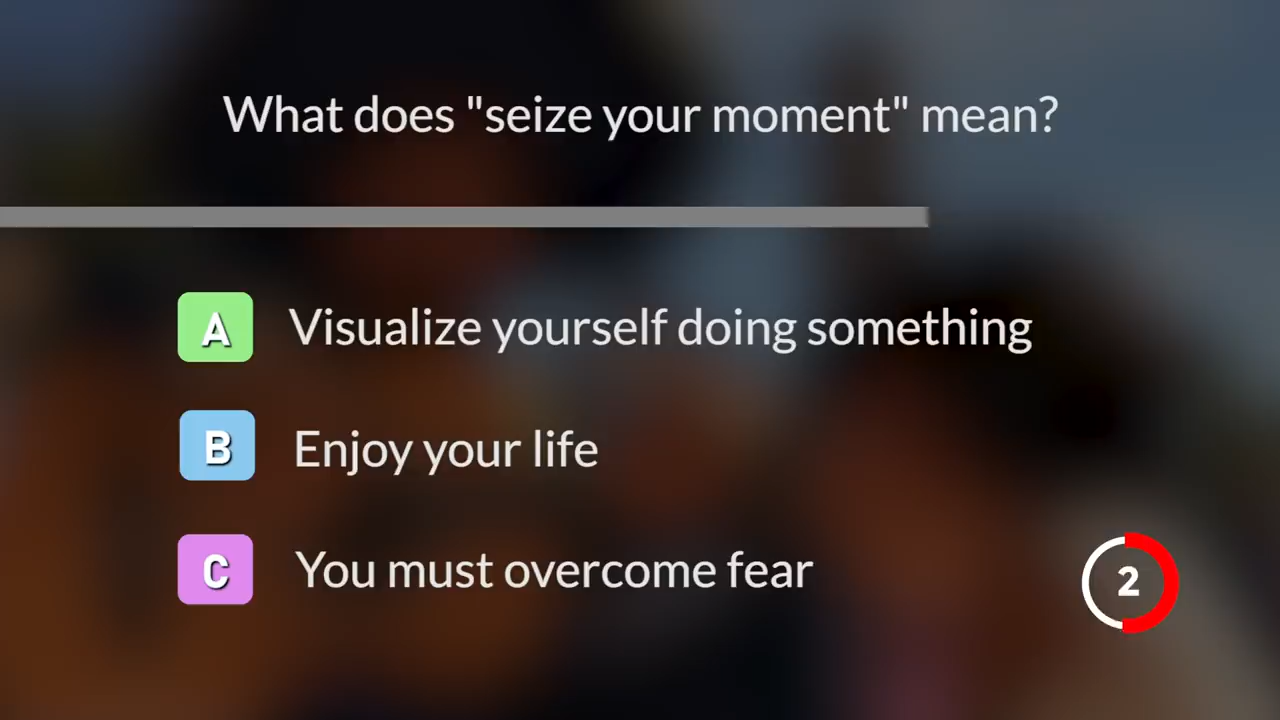 What does "seize your moment" mean?
A Visualize yourself doing something
B Enjoy your life
C You must overcome fear
2